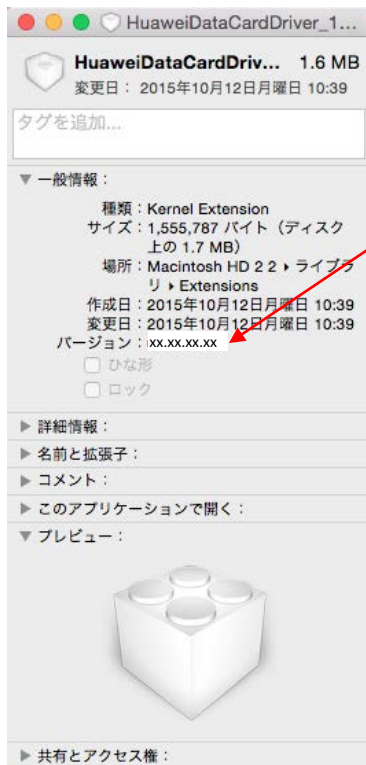 HuaweiDataCardDriver_1...
HuaweiDataCardDriv... 1.6 MB
変更日： 2015年10月12日月曜日 10:39
タグを追加...
▼ 一般情報：
種類：Kernel Extension
サイズ：1,555,787 バイト（ディスク
上の 1.7 MB）
場所：Macintosh HD 2 2 ▸ ライブラ
リ ▸ Extensions
作成日：2015年10月12日月曜日 10:39
変更日：2015年10月12日月曜日 10:39
バージョン：xx.xx.xx.xx
ひな形
ロック
▶ 詳細情報：
▶ 名前と拡張子：
▶ コメント：
▶ このアプリケーションで開く：
▼ プレビュー：
▶ 共有とアクセス権：